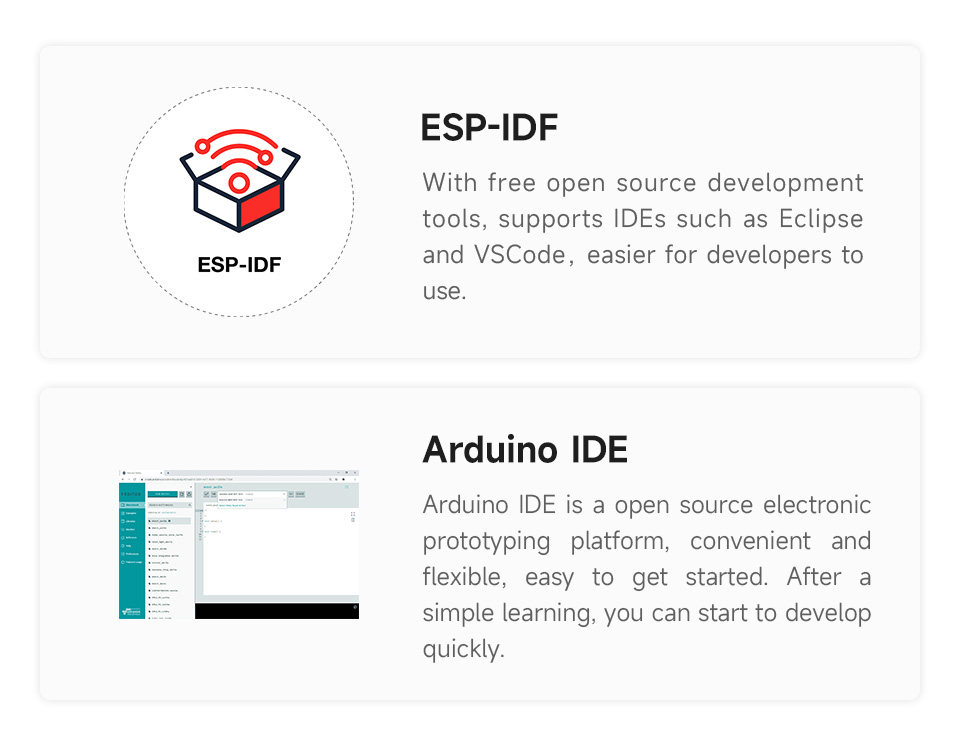 ESP-IDF
ESP-IDF
With free open source development
tools, supports IDEs such as Eclipse
and VSCode, easier for developers to
use.
Arduino IDE
Arduino IDE is a open source electronic
prototyping platform, convenient and
flexible, easy to get started. After a
simple learning, you can start to develop
quickly.